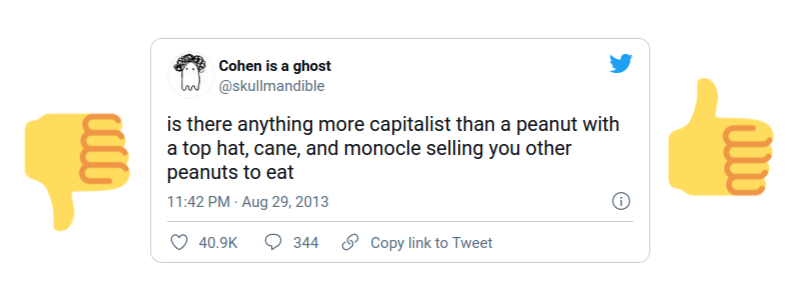 Cohen is a ghost
@skullmandible
is there anything more capitalist than a peanut with
a top hat, cane, and monocle selling you other
peanuts to eat
11:42 PM · Aug 29, 2013
40.9K 344 Copy link to Tweet